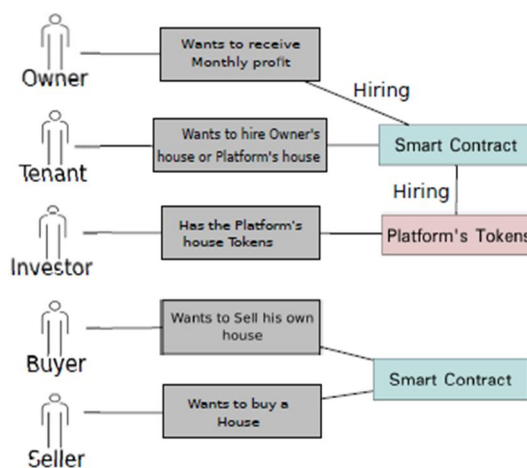 Wants to receive
Monthly profit
Owner
Hiring
Wants to hire Owner's
house or Platform's house
Smart Contract
Tenant
Hiring
Has the Platform's
house Tokens
Platform's Tokens
Investor
Wants to Sell his own
house
Buyer
Smart Contract
Wants to buy a
House
Seller